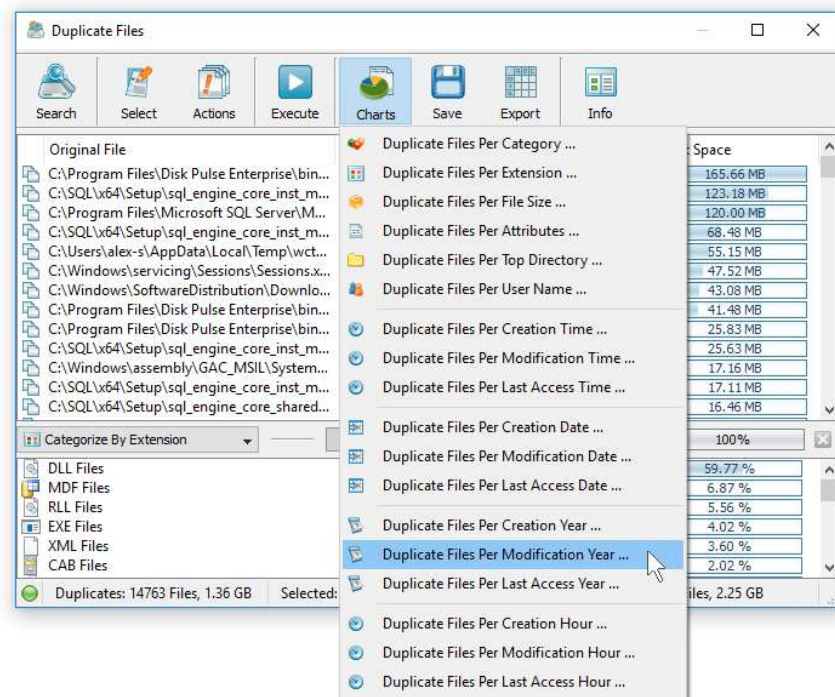 Duplicate Files
Search Select Actions Execute Charts Save Export Info
Original File
Space
C:\Program Files\Disk Pulse Enterprise\bin...
165.66 MB
C:\SQL\x64\Setup\sql_engine_core_inst_m...
123.18 MB
C:\Program Files\Microsoft SQL Server\M...
120.00 MB
C:\SQL\x64\Setup\sql_engine_core_inst_m...
68.48 MB
C:\Users\alex-s\AppData\Local\Temp\wct...
55.15 MB
C:\Windows\servicing\Sessions\Sessions.x...
47.52 MB
C:\Windows\SoftwareDistribution\Downlo...
43.08 MB
C:\Program Files\Disk Pulse Enterprise\bin...
41.48 MB
C:\Program Files\Disk Pulse Enterprise\bin...
25.83 MB
C:\SQL\x64\Setup\sql_engine_core_inst_m...
25.63 MB
C:\Windows\assembly\GAC_MSIL\System...
17.16 MB
C:\SQL\x64\Setup\sql_engine_core_inst_m...
17.11 MB
C:\SQL\x64\Setup\sql_engine_core_shared...
16.46 MB
Categorize By Extension
100%
DLL Files
59.77 %
MDF Files
6.87 %
RLL Files
5.56 %
EXE Files
4.02 %
XML Files
3.60 %
CAB Files
2.02 %
Duplicates: 14763 Files, 1.36 GB
Selected:
iles, 2.25 GB
Duplicate Files Per Category ...
Duplicate Files Per Extension ...
Duplicate Files Per File Size ...
Duplicate Files Per Attributes ...
Duplicate Files Per Top Directory ...
Duplicate Files Per User Name ...
Duplicate Files Per Creation Time ...
Duplicate Files Per Modification Time ...
Duplicate Files Per Last Access Time ...
Duplicate Files Per Creation Date ...
Duplicate Files Per Modification Date ...
Duplicate Files Per Last Access Date ...
Duplicate Files Per Creation Year ...
Duplicate Files Per Modification Year ...
Duplicate Files Per Last Access Year ...
Duplicate Files Per Creation Hour ...
Duplicate Files Per Modification Hour ...
Duplicate Files Per Last Access Hour ...